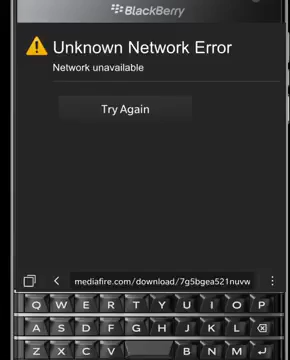 BlackBerry
Unknown Network Error
Network unavailable
Try Again
mediafire.com/download/7g5bgea521nuvw
Q W E R T Y U I O P
A S D F G H J K L
Z X C V B N M